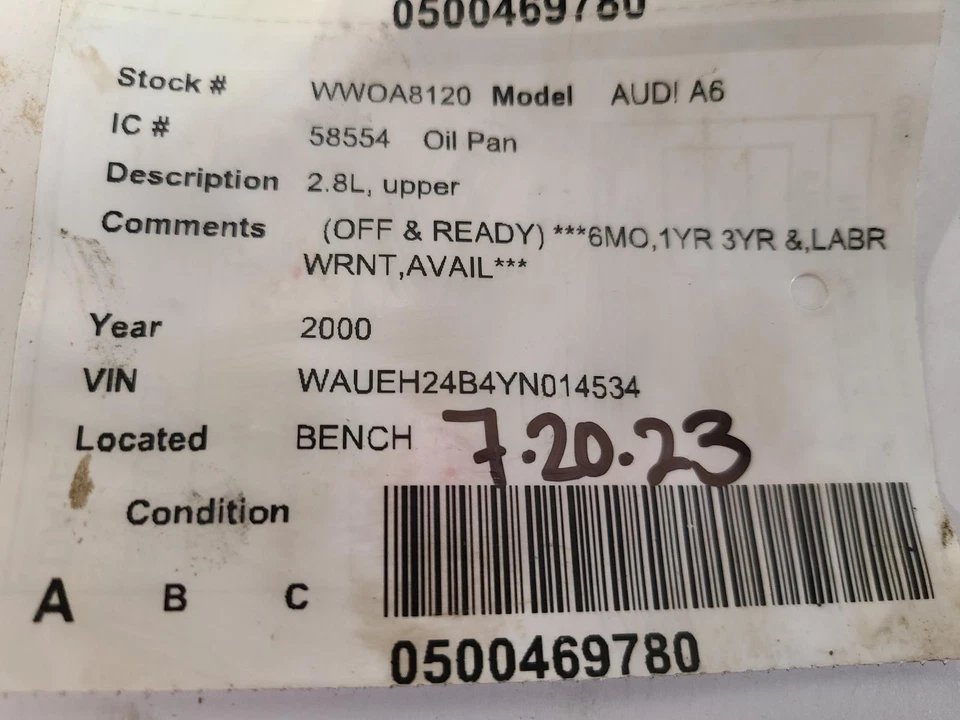 0500469780
Stock # WWOA8120 Model AUDI A6
IC # 58554 Oil Pan
Description 2.8L, upper
Comments (OFF & READY) ***6MO,1YR 3YR &,LABR
WRNT,AVAIL***
Year 2000
VIN WAUEH24B4YN014534
Located BENCH 7.20.23
Condition
A B C
0500469780